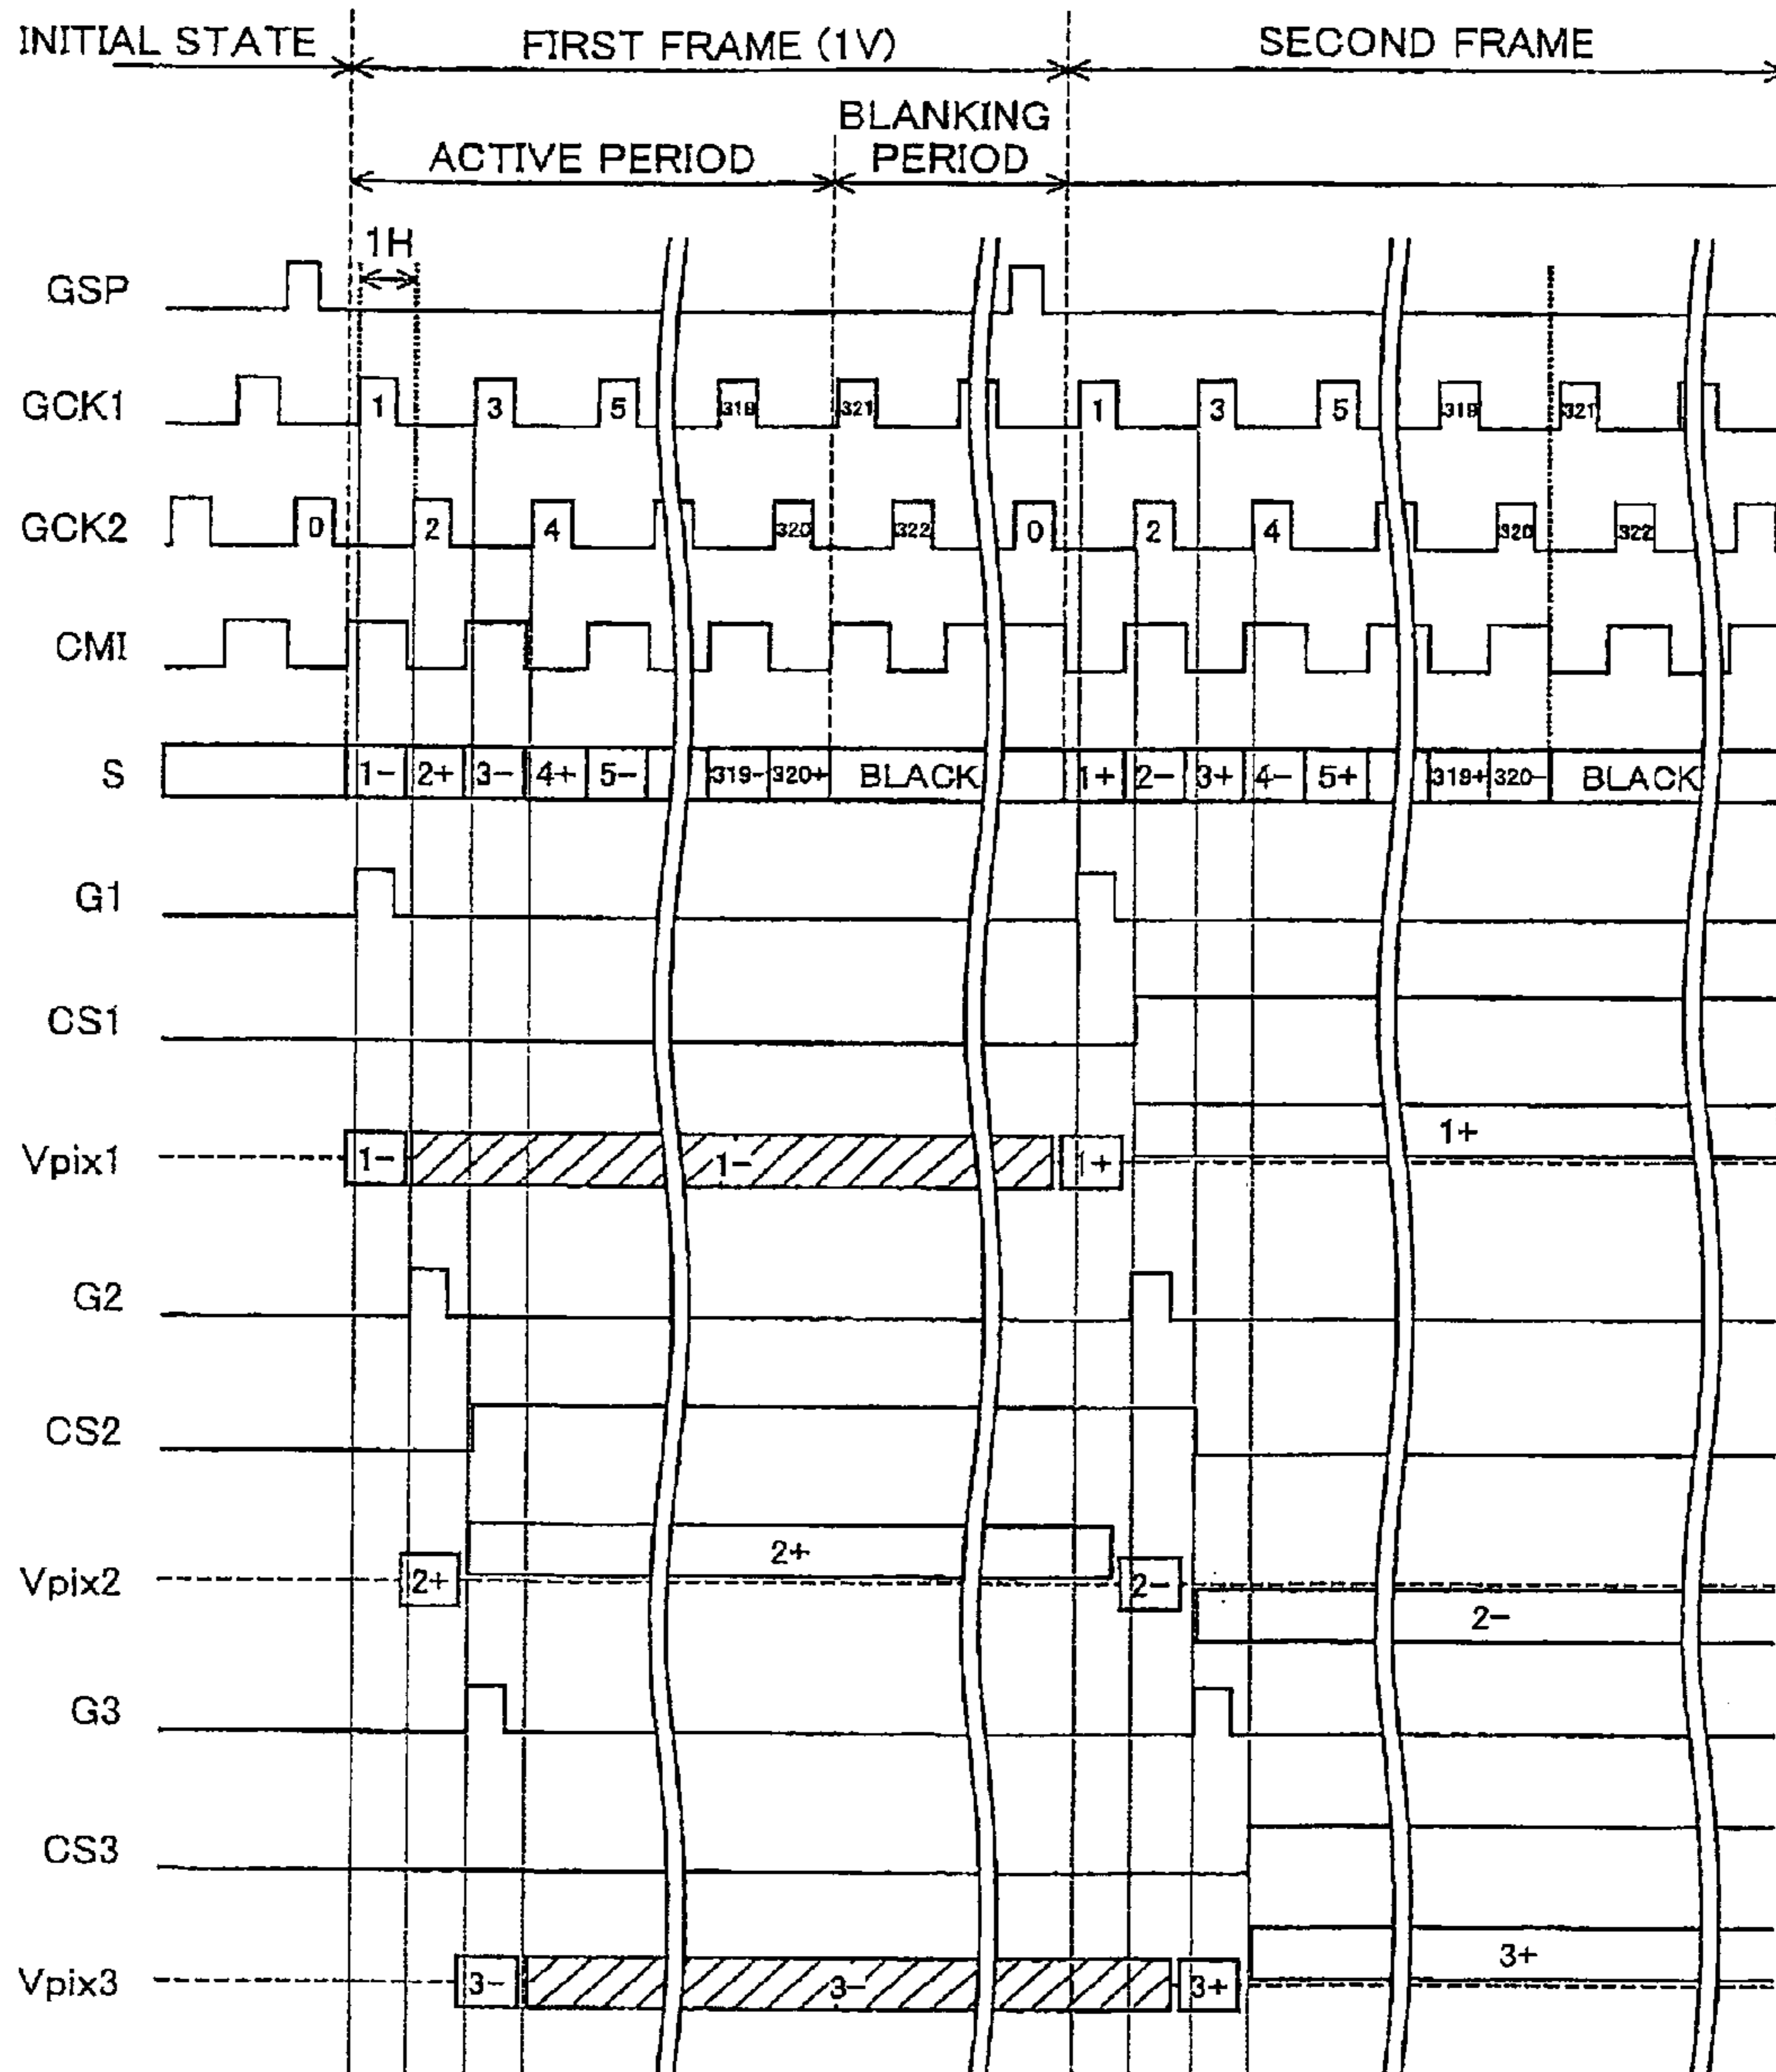 INITIAL STATE FIRST FRAME (1V) SECOND FRAME
BLANKING
ACTIVE PERIOD PERIOD
1H
GSP
GCK1 1 3 5 319 321 1 3 5 319 321
GCK2 0 2 4 320 322 0 2 4 320 322
CMI
S 1- 2+ 3- 4+ 5- 319- 320+ BLACK 1+ 2- 3+ 4- 5+ 319+ 320- BLACK
G1
CS1
1+
Vpix1 1- 1- 1+
G2
CS2
2+
Vpix2 2+ 2-
2-
G3
CS3
3+
Vpix3 3- 3- 3+